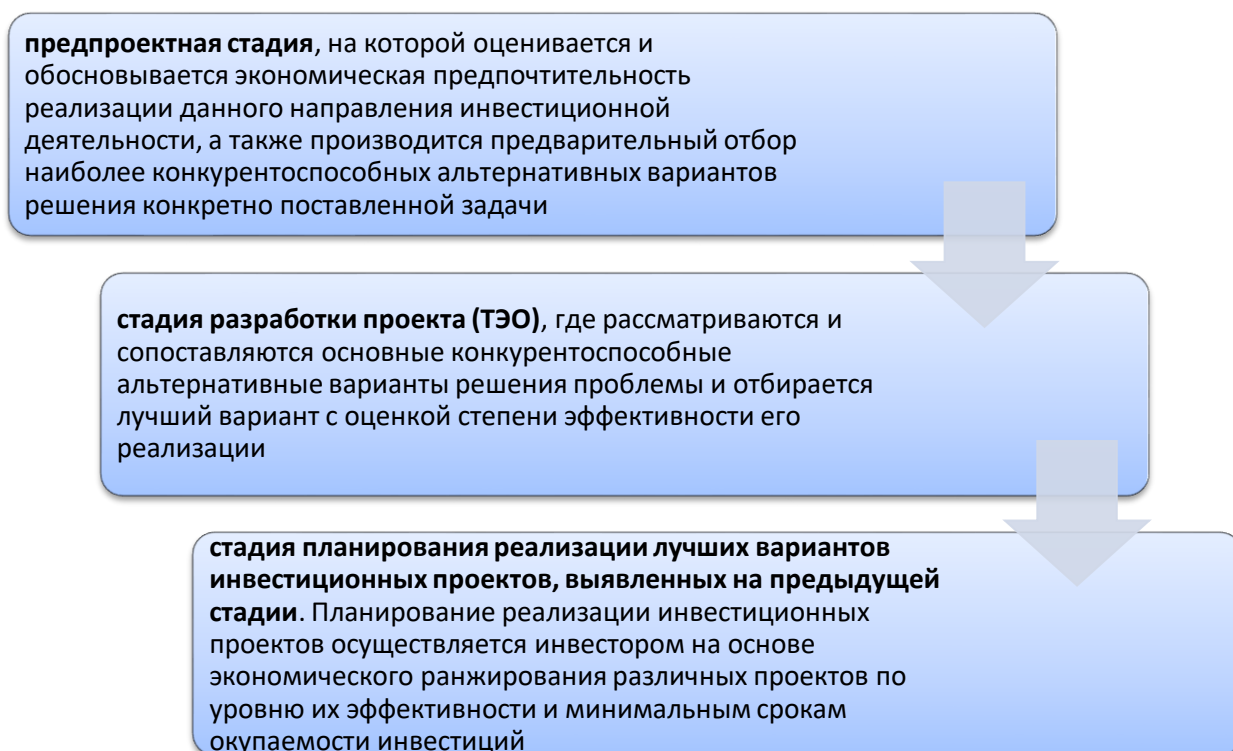 предпроектная стадия, на которой оценивается и
обосновывается экономическая предпочтительность
реализации данного направления инвестиционной
деятельности, а также производится предварительный отбор
наиболее конкурентоспособных альтернативных вариантов
решения конкретно поставленной задачи
стадия разработки проекта (ТЭО), где рассматриваются и
сопоставляются основные конкурентоспособные
альтернативные варианты решения проблемы и отбирается
лучший вариант с оценкой степени эффективности его
реализации
стадия планирования реализации лучших вариантов
инвестиционных проектов, выявленных на предыдущей
стадии. Планирование реализации инвестиционных
проектов осуществляется инвестором на основе
экономического ранжирования различных проектов по
уровню их эффективности и минимальным срокам
окупаемости инвестиций